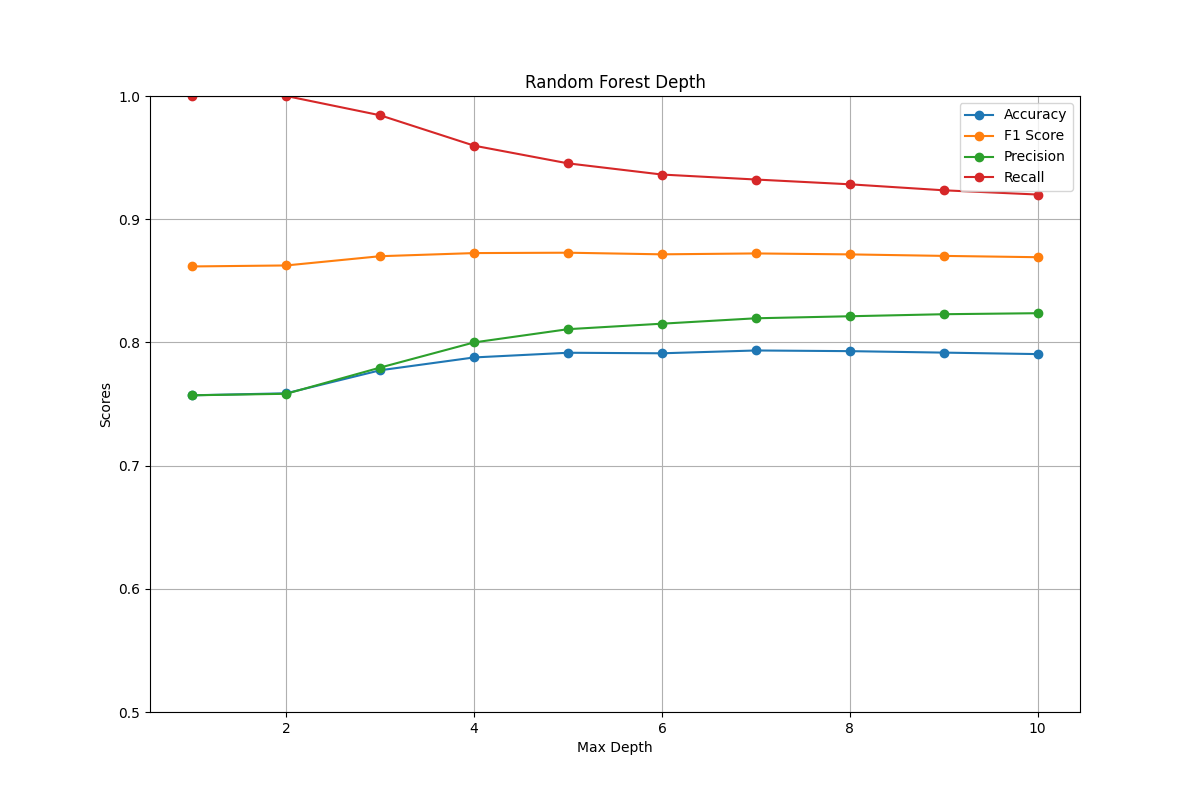 Random Forest Depth
1.0
0.9
0.8
0.7
0.6
0.5
Scores
Accuracy
F1 Score
Precision
Recall
2
4
6
8
10
Max Depth